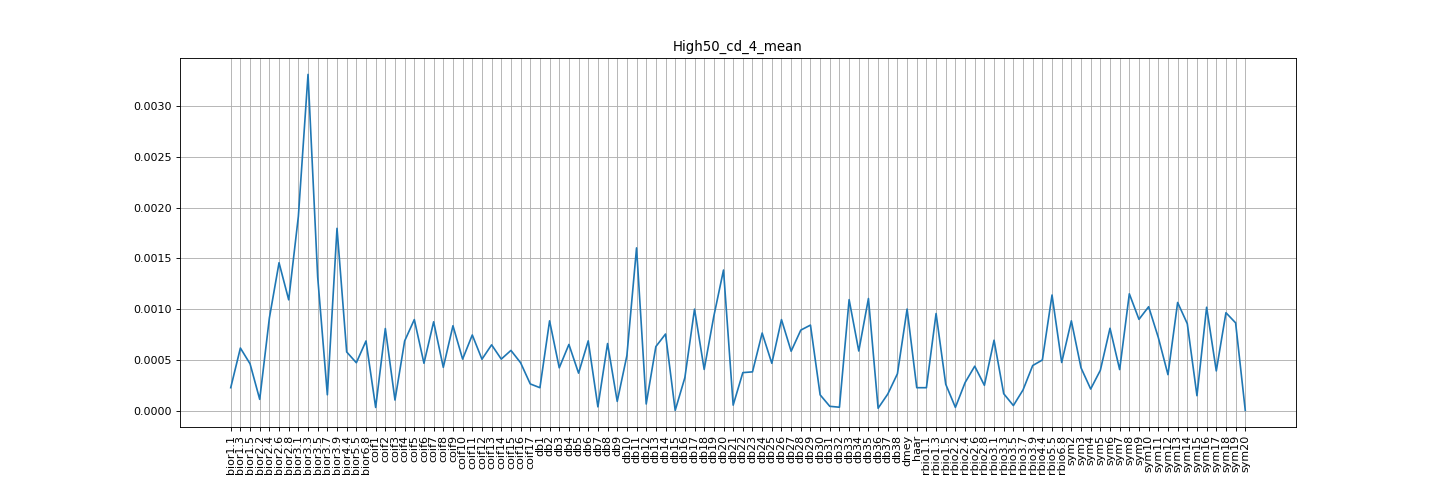 High50_cd_4_mean
0.0030
0.0025
0.0020
0.0015
0.0010
0.0005
0.0000
bior1.1
bior1.3
bior1.5
bior2.2
bior2.4
bior2.6
bior2.8
bior3.1
bior3.3
bior3.5
bior3.7
bior3.9
bior4.4
bior5.5
bior6.8
coif1
coif2
coif3
coif4
coif5
coif6
coif7
coif8
coif9
coif10
coif11
coif12
coif13
coif14
coif15
coif16
coif17
db1
db2
db3
db4
db5
db6
db7
db8
db9
db10
db11
db12
db13
db14
db15
db16
db17
db18
db19
db20
db21
db22
db23
db24
db25
db26
db27
db28
db29
db30
db31
db32
db33
db34
db35
db36
db37
db38
dmey
haar
rbio1.1
rbio1.3
rbio1.5
rbio2.2
rbio2.4
rbio2.6
rbio2.8
rbio3.1
rbio3.3
rbio3.5
rbio3.7
rbio3.9
rbio4.4
rbio5.5
rbio6.8
sym2
sym3
sym4
sym5
sym6
sym7
sym8
sym9
sym10
sym11
sym12
sym13
sym14
sym15
sym16
sym17
sym18
sym19
sym20